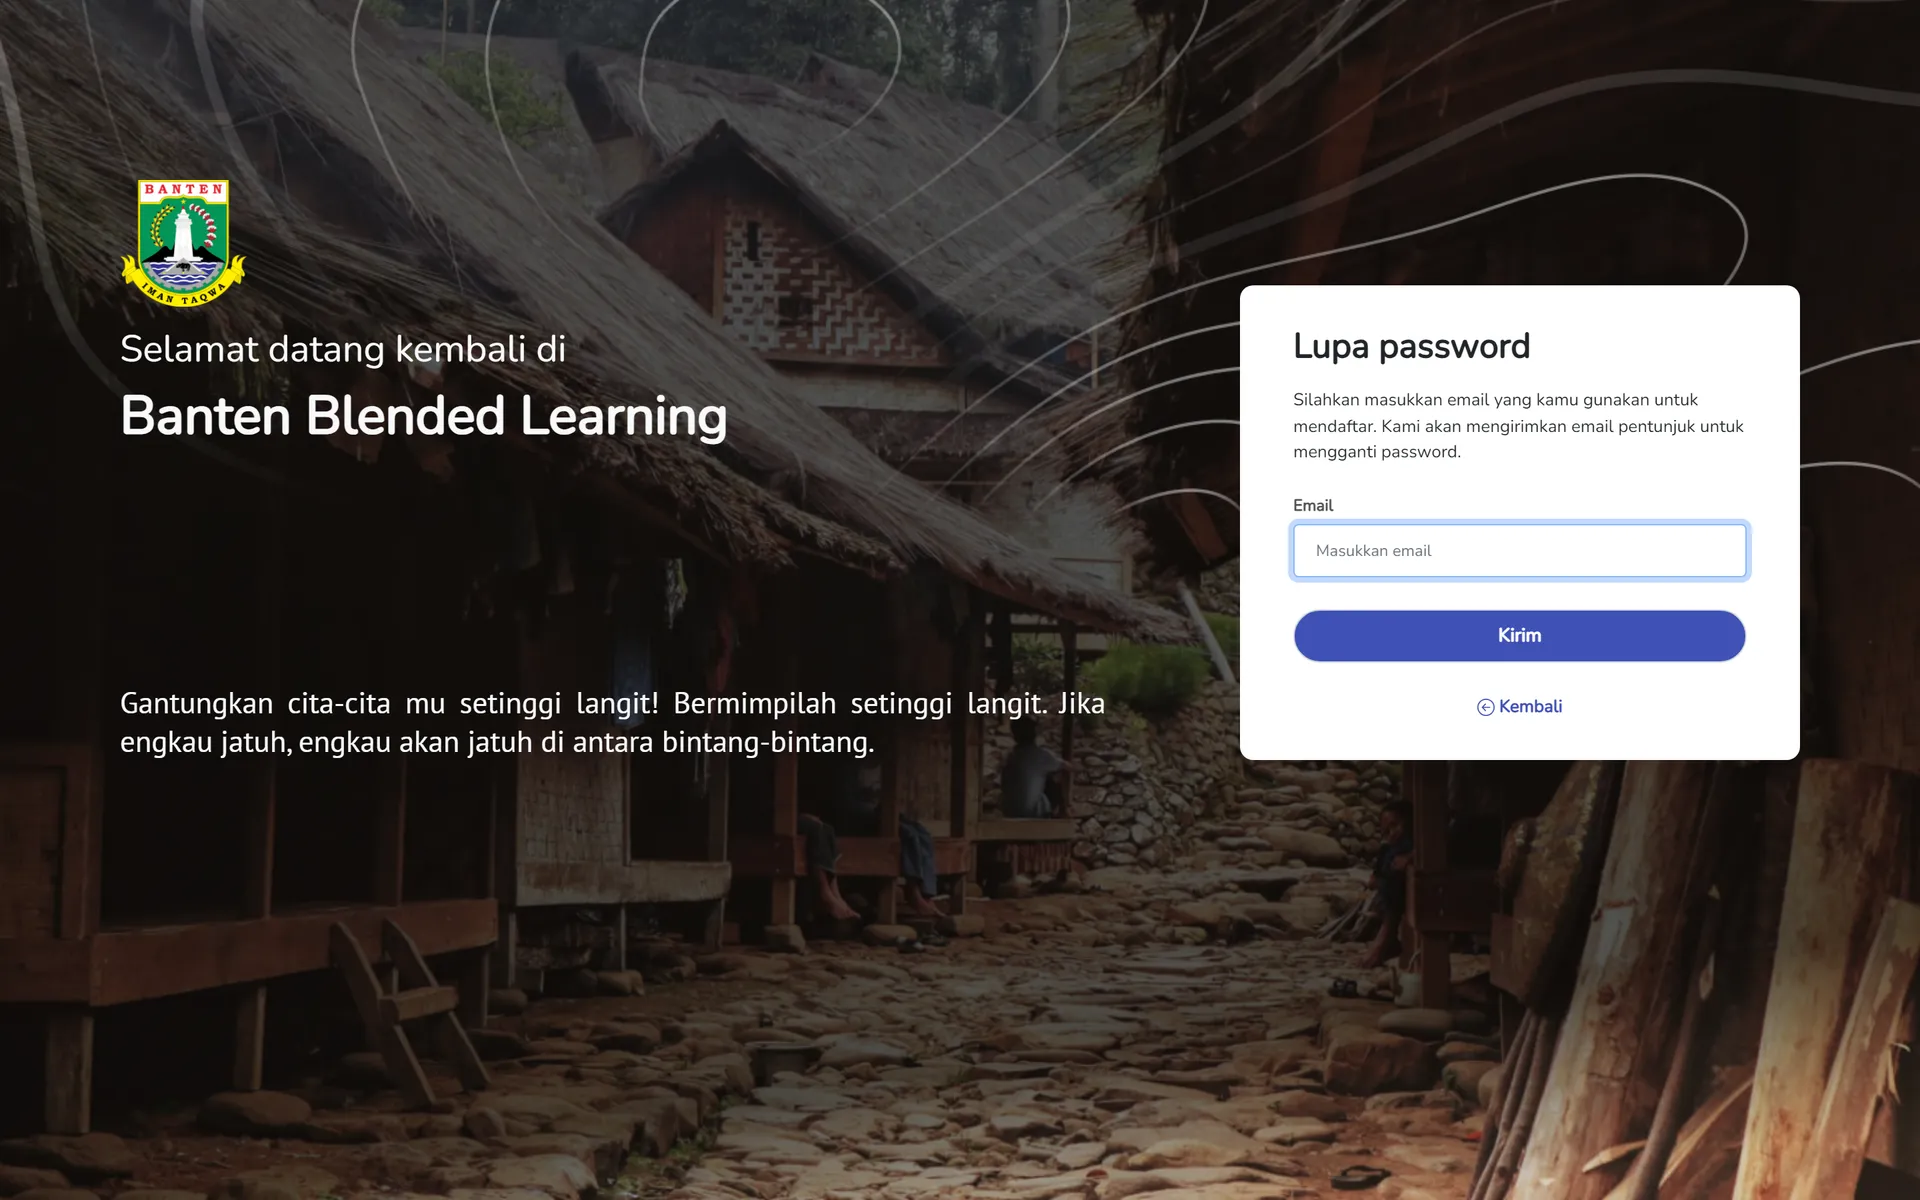 BANTEN
IMAN TAQWA
Selamat datang kembali di
Banten Blended Learning
Gantungkan cita-cita mu setinggi langit! Bermimpilah setinggi langit. Jika
engkau jatuh, engkau akan jatuh di antara bintang-bintang.
Lupa password
Silahkan masukkan email yang kamu gunakan untuk
mendaftar. Kami akan mengirimkan email pentunjuk untuk
mengganti password.
Email
Masukkan email
Kirim
Kembali